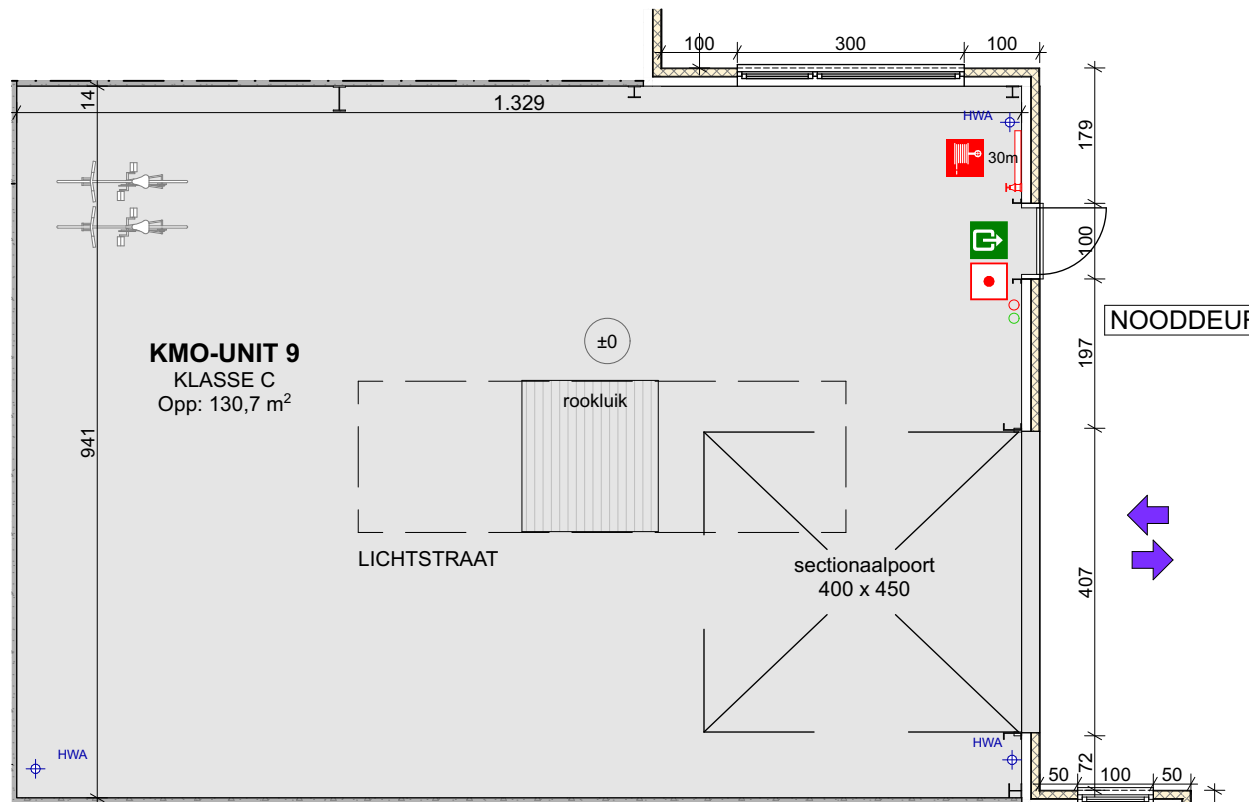 100 300 100
14
1.329
HWA
179
30m
100
NOODDEUR
197
±0
KMO-UNIT 9
KLASSE C
Opp: 130,7 m²
rookluik
941
LICHTSTRAAT
sectionaalpoort
400 x 450
407
HWA
HWA
72
50 100 50